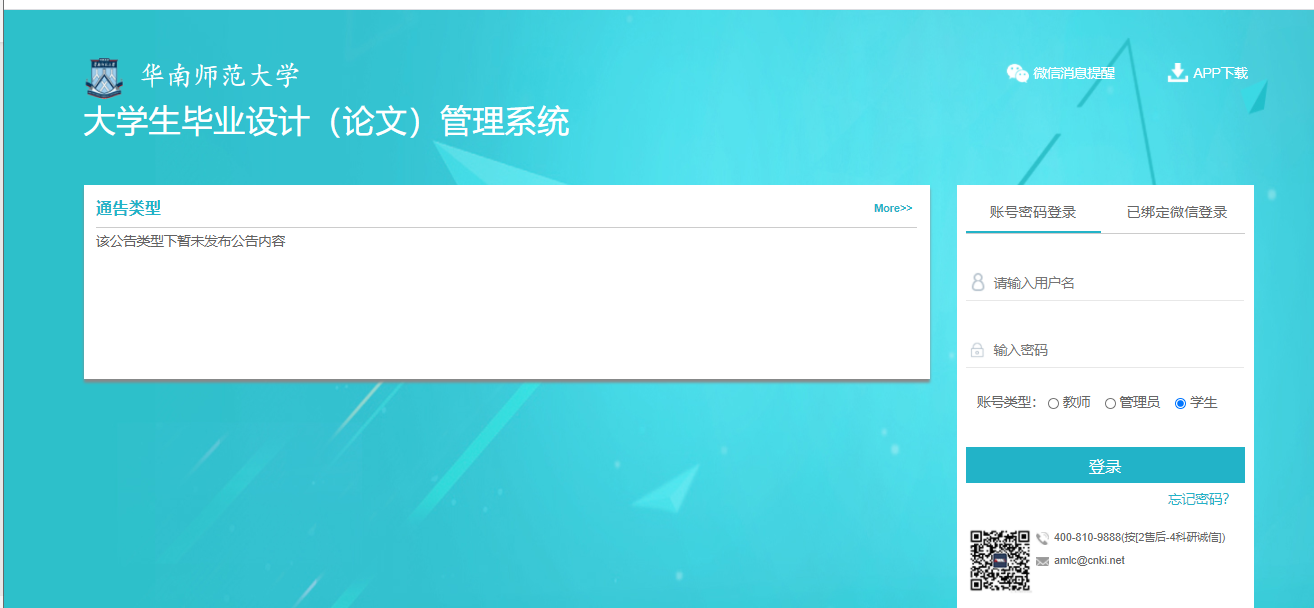 华南师范大学
微信消息提醒
APP下载
大学生毕业设计（论文）管理系统
通告类型
More>>
该公告类型下暂未发布公告内容
账号密码登录
已绑定微信登录
请输入用户名
输入密码
账号类型： 教师 管理员 学生
登录
忘记密码?
400-810-9888(按[2售后-4科研诚信])
amlc@cnki.net